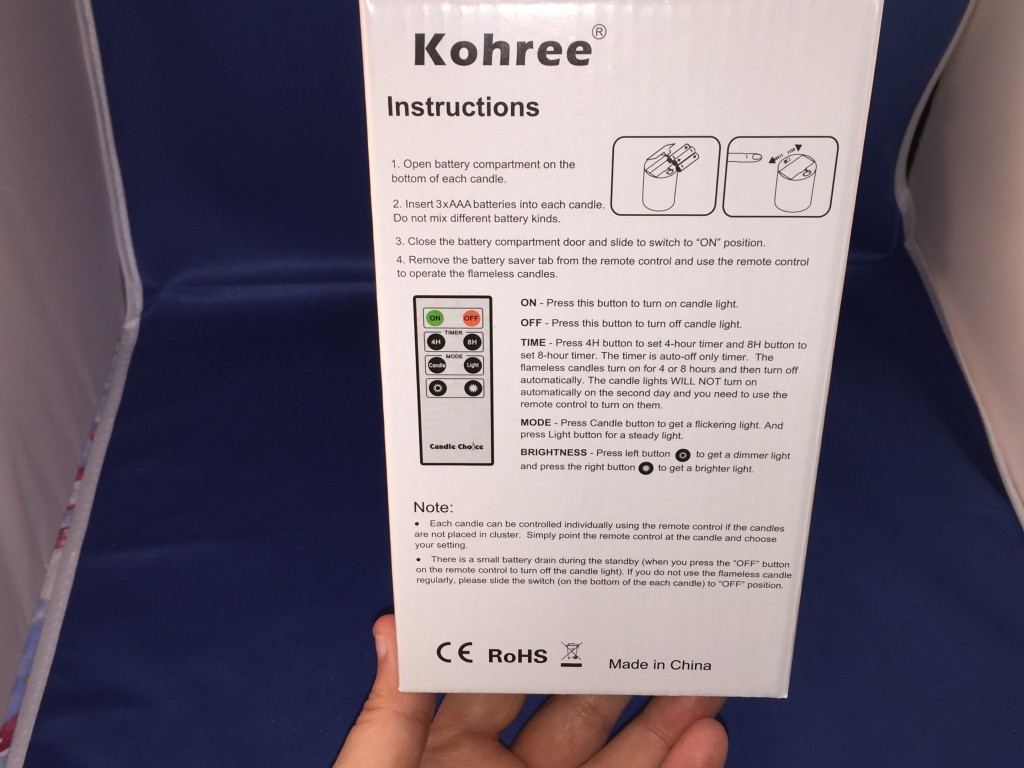 Kohree®
Instructions
1. Open battery compartment on the
bottom of each candle.
2. Insert 3xAAA batteries into each candle.
Do not mix different battery kinds.
3. Close the battery compartment door and slide to switch to “ON” position.
4. Remove the battery saver tab from the remote control and use the remote control
to operate the flameless candles.
ON OFF
TIMER
4H 8H
MODE
Candle Light
Candle Choice
ON - Press this button to turn on candle light.
OFF - Press this button to turn off candle light.
TIME - Press 4H button to set 4-hour timer and 8H button to
set 8-hour timer. The timer is auto-off only timer. The
flameless candles turn on for 4 or 8 hours and then turn off
automatically. The candle lights WILL NOT turn on
automatically on the second day and you need to use the
remote control to turn on them.
MODE - Press Candle button to get a flickering light. And
press Light button for a steady light.
BRIGHTNESS - Press left button to get a dimmer light
and press the right button to get a brighter light.
Note:
• Each candle can be controlled individually using the remote control if the candles
are not placed in cluster. Simply point the remote control at the candle and choose
your setting.
• There is a small battery drain during the standby (when you press the "OFF" button
on the remote control to turn off the candle light). If you do not use the flameless candle
regularly, please slide the switch (on the bottom of the each candle) to "OFF" position.
CE RoHS Made in China